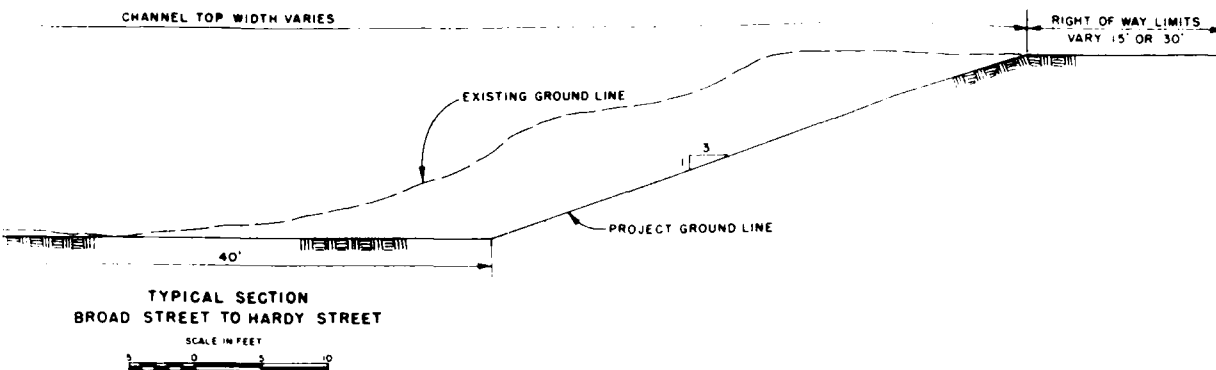 CHANNEL TOP WIDTH VARIES
RIGHT OF WAY LIMITS
VARY 15' OR 30'
EXISTING GROUND LINE
3
1
PROJECT GROUND LINE
40'
TYPICAL SECTION
BROAD STREET TO HARDY STREET
SCALE IN FEET
5 0 5 10